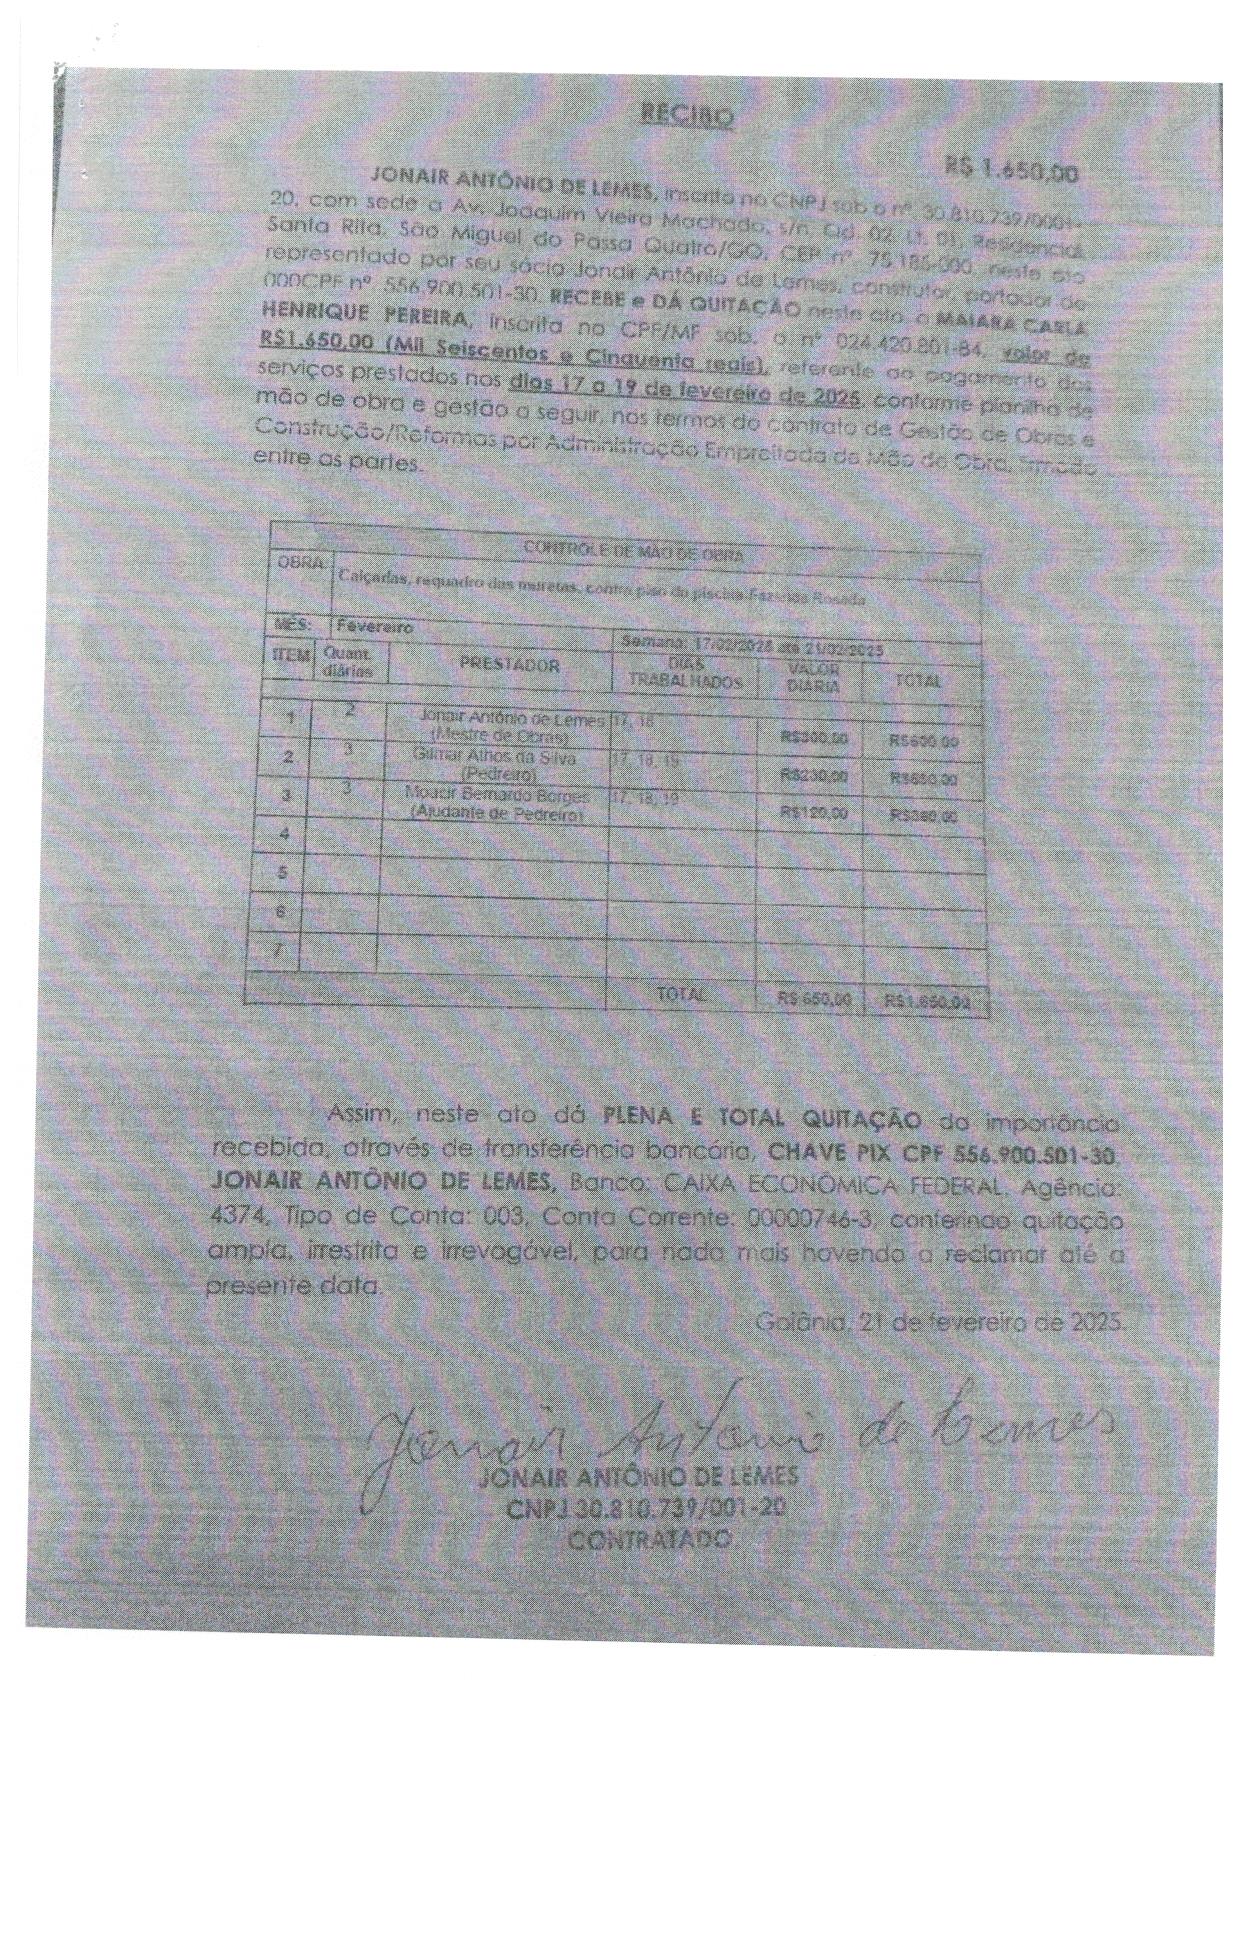 RECIBO
R$ 1.650,00
JONAIR ANTÔNIO DE LEMES, inscrita no CNPJ sob o nº 30.810.739/0001-
20, com sede a Av. Joaquim Vieira Machado, s/n, Qd. 02, Lt. 01, Residencial
Santa Rita, São Miguel do Passa Quatro/GO, CEP nº 75.185-000, neste ato
representado por seu sócio Jonair Antônio de Lemes, construtor, portador do
000CPF nº 556.900.501-30, RECEBE e DÁ QUITAÇÃO neste ato, a MAIARA CARLA
HENRIQUE PEREIRA, inscrita no CPF/MF sob. o nº 024.420.801-84, valor de
R$1.650,00 (Mil Seiscentos e Cinquenta reais), referente ao pagamento dos
serviços prestados nos dias 17 a 19 de fevereiro de 2025, conforme planilha de
mão de obra e gestão a seguir, nos termos do contrato de Gestão de Obras e
Construção/Reformas por Administração Empreitada de Mão de Obra, firmado
entre as partes.
CONTROLE DE MÃO DE OBRA
OBRA Calçadas, requadro das muretas, contra piso da piscina Fazenda Rosada
MÊS: Fevereiro Semana: 17/02/2025 até 21/02/2025
ITEM Quant. diárias PRESTADOR DIAS TRABALHADOS VALOR DIÁRIA TOTAL
1 2 Jonair Antônio de Lemes (Mestre de Obras) 17, 18 R$300,00 R$600,00
2 3 Gilmar Athos da Silva (Pedreiro) 17, 18, 19 R$230,00
3 3 Moacir Bernardo Borges (Ajudante de Pedreiro) 17, 18, 19 R$120,00 R$360,00
4
5
6
7
TOTAL R$ 650,00 R$1.650,00
Assim, neste ato dá PLENA E TOTAL QUITAÇÃO da importância
recebida, através de transferência bancária, CHAVE PIX CPF 556.900.501-30,
JONAIR ANTÔNIO DE LEMES, Banco: CAIXA ECONÔMICA FEDERAL, Agência:
4374, Tipo de Conta: 003, Conta Corrente: 00000746-3, conferindo quitação
ampla, irrestrita e irrevogável, para nada mais havendo a reclamar até a
presente data.
Goiânia, 21 de fevereiro de 2025.
Jonair Antonio de Lemes
JONAIR ANTÔNIO DE LEMES
CNPJ 30.810.739/001-20
CONTRATADO